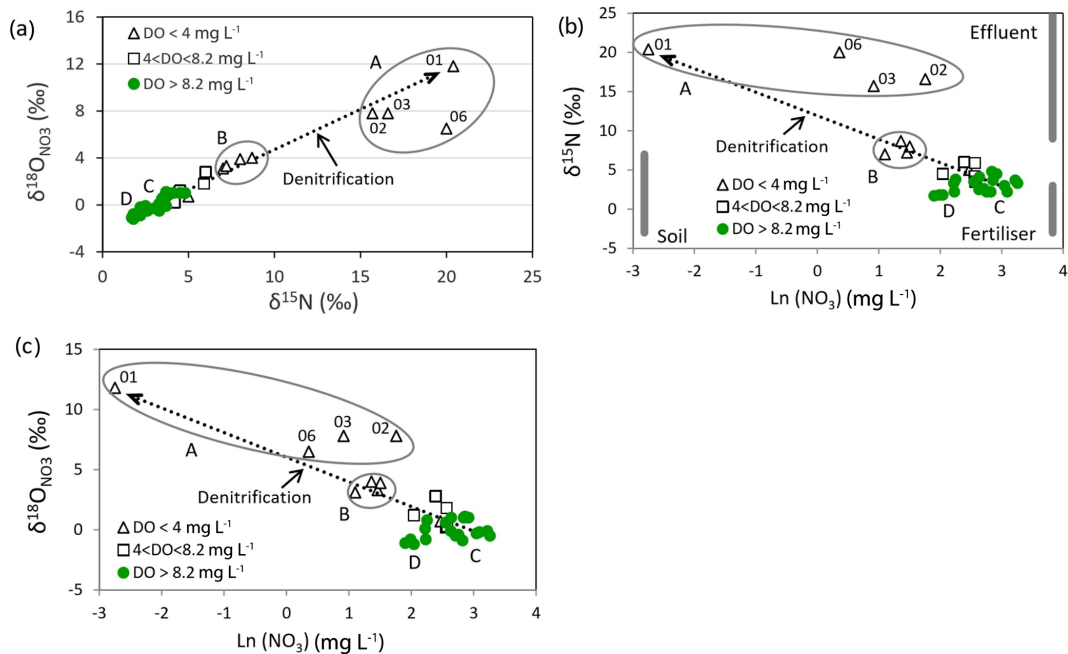 (a)
δ¹⁸O_NO3 (‰)
16
12
8
4
0
-4
DO < 4 mg L⁻¹
4<DO<8.2 mg L⁻¹
DO > 8.2 mg L⁻¹
A
01
03
02
06
B
Denitrification
C
D
0
5
10
15
20
25
δ¹⁵N (‰)
(b)
δ¹⁵N (‰)
25
20
15
10
5
0
-5
Effluent
01
06
02
03
A
Denitrification
B
DO < 4 mg L⁻¹
4<DO<8.2 mg L⁻¹
DO > 8.2 mg L⁻¹
D
C
Soil
Fertiliser
-3
-2
-1
0
1
2
3
4
Ln (NO₃) (mg L⁻¹)
(c)
δ¹⁸O_NO3 (‰)
15
10
5
0
-5
01
03
02
06
A
Denitrification
B
DO < 4 mg L⁻¹
4<DO<8.2 mg L⁻¹
DO > 8.2 mg L⁻¹
D
C
-3
-2
-1
0
1
2
3
4
Ln (NO₃) (mg L⁻¹)